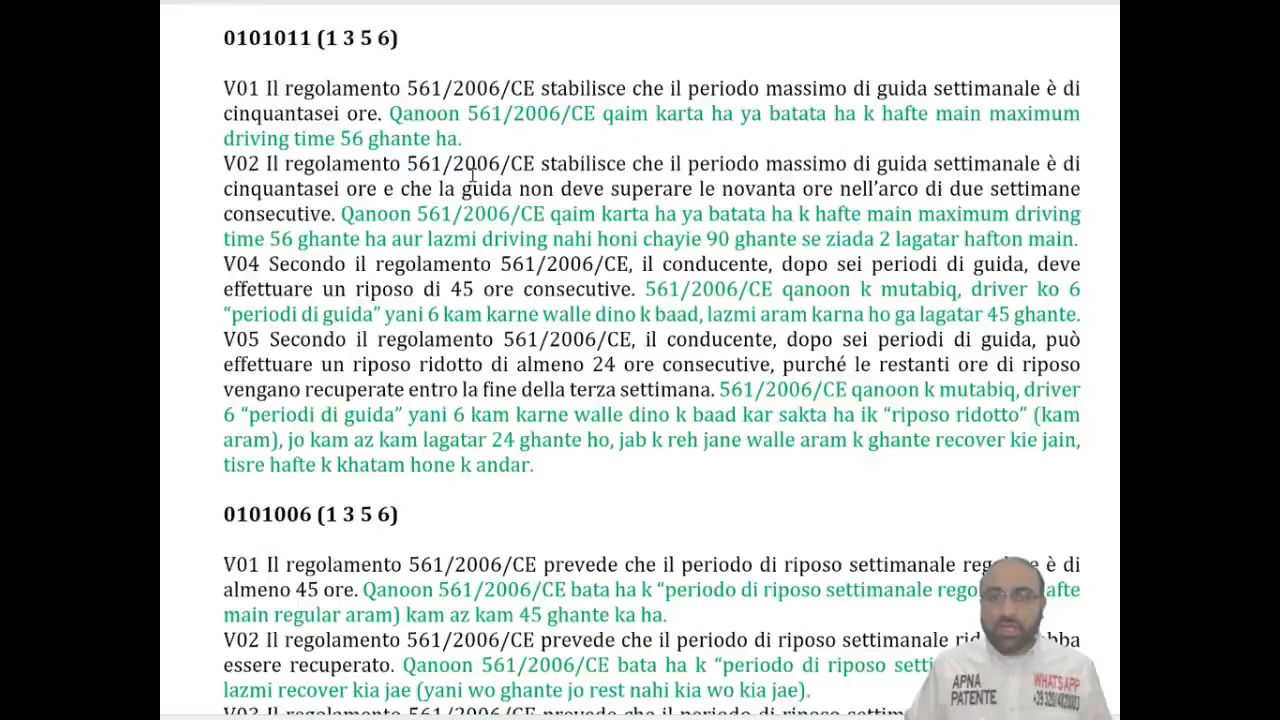 0101011 (1 3 5 6)
V01 Il regolamento 561/2006/CE stabilisce che il periodo massimo di guida settimanale è di
cinquantasei ore. Qanoon 561/2006/CE qaim karta ha ya batata ha k hafte main maximum
driving time 56 ghante ha.
V02 Il regolamento 561/2006/CE stabilisce che il periodo massimo di guida settimanale è di
cinquantasei ore e che la guida non deve superare le novanta ore nell’arco di due settimane
consecutive. Qanoon 561/2006/CE qaim karta ha ya batata ha k hafte main maximum driving
time 56 ghante ha aur lazmi driving nahi honi chayie 90 ghante se ziada 2 lagatar hafton main.
V04 Secondo il regolamento 561/2006/CE, il conducente, dopo sei periodi di guida, deve
effettuare un riposo di 45 ore consecutive. 561/2006/CE qanoon k mutabiq, driver ko 6
“periodi di guida” yani 6 kam karne walle dino k baad, lazmi aram karna ho ga lagatar 45 ghante.
V05 Secondo il regolamento 561/2006/CE, il conducente, dopo sei periodi di guida, può
effettuare un riposo ridotto di almeno 24 ore consecutive, purché le restanti ore di riposo
vengano recuperate entro la fine della terza settimana. 561/2006/CE qanoon k mutabiq, driver
6 “periodi di guida” yani 6 kam karne walle dino k baad kar sakta ha ik “riposo ridotto” (kam
aram), jo kam az kam lagatar 24 ghante ho, jab k reh jane walle aram k ghante recover kie jain,
tisre hafte k khatam hone k andar.
0101006 (1 3 5 6)
V01 Il regolamento 561/2006/CE prevede che il periodo di riposo settimanale è di
almeno 45 ore. Qanoon 561/2006/CE bata ha k “periodo di riposo settimanale
main regular aram) kam az kam 45 ghante ka ha.
V02 Il regolamento 561/2006/CE prevede che il periodo di riposo settimanale
essere recuperato. Qanoon 561/2006/CE bata ha k “periodo di riposo
lazmi recover kia jae (yani wo ghante jo rest nahi kia wo kia jae).
V03 Il regolamento 561/2006/CE prevede che il periodo di riposo
APNA
PATENTE
WHATSAPP